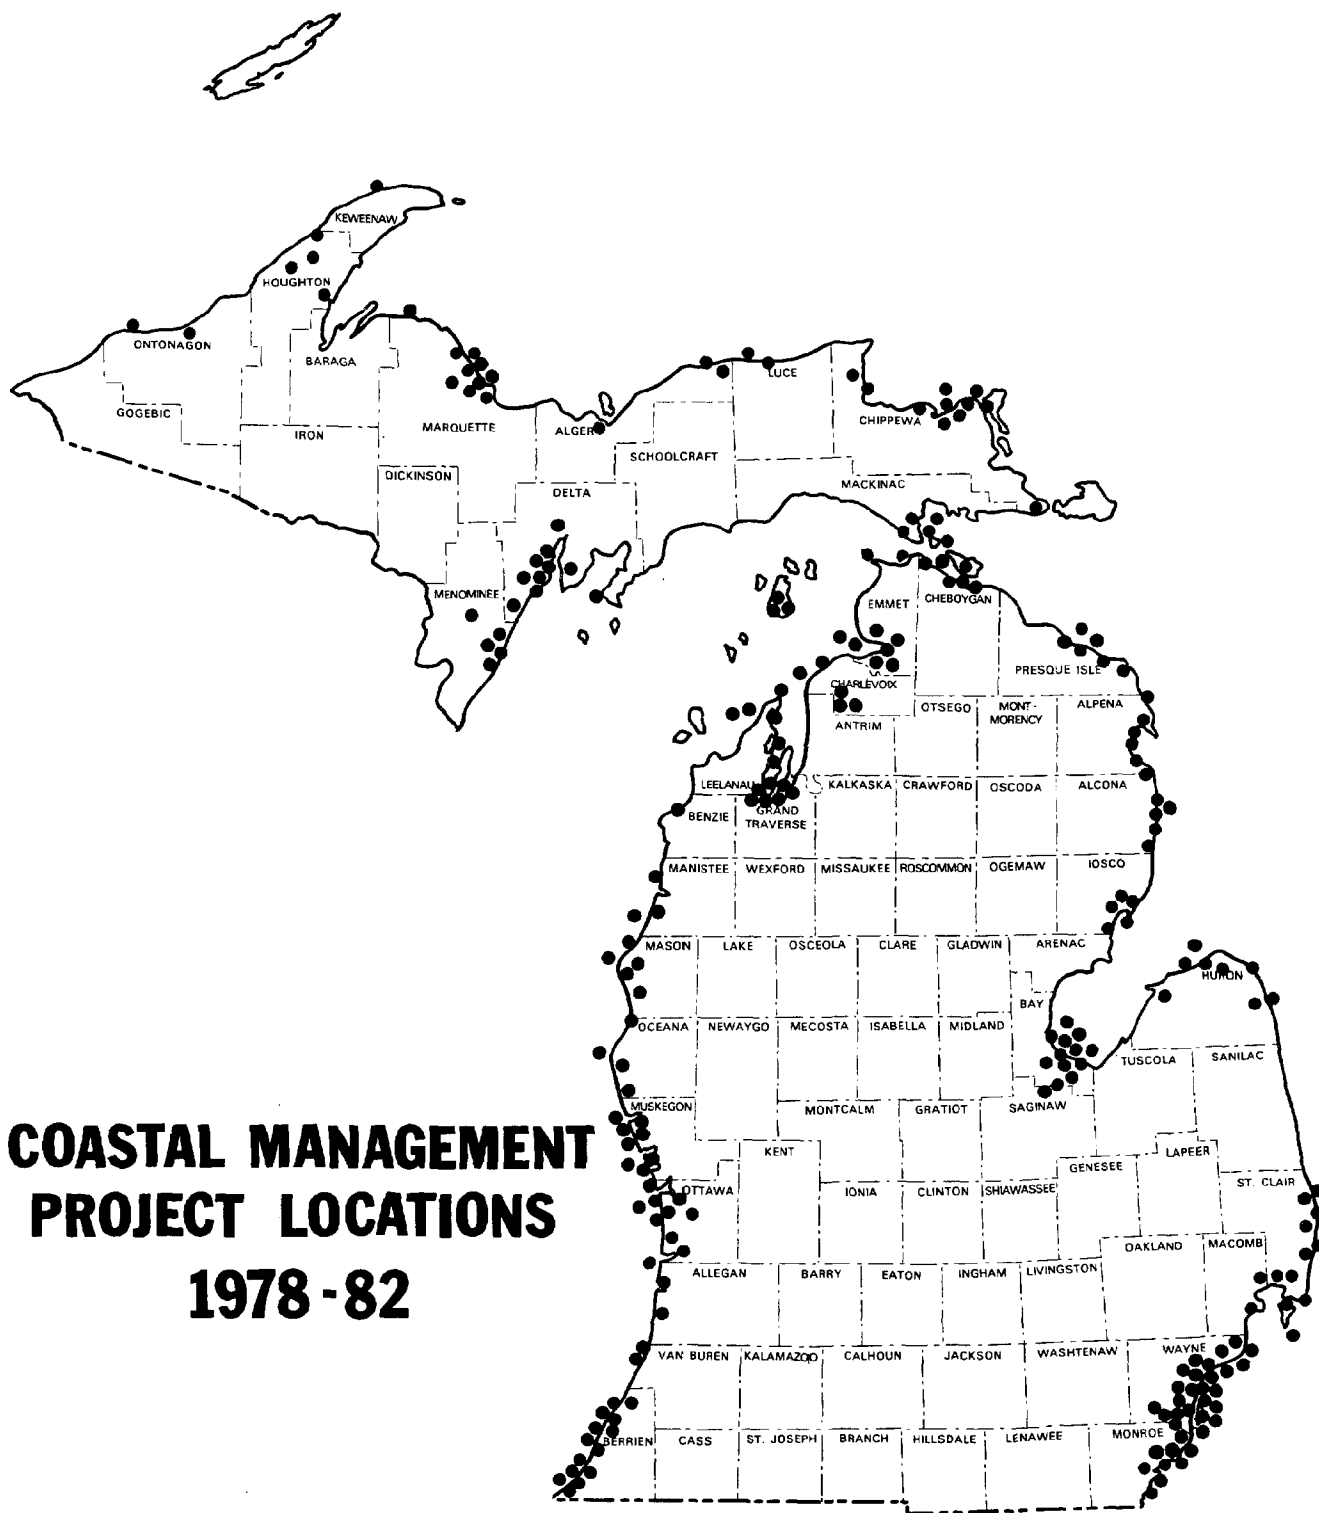 KEWEENAW
HOUGHTON
ONTONAGON
BARAGA
LUCE
GOGEBIC
CHIPPEWA
MARQUETTE
ALGER
IRON
SCHOOLCRAFT
DICKINSON
MACKINAC
DELTA
MENOMINEE
EMMET
CHEBOYGAN
PRESQUE ISLE
CHARLEVOIX
OTSEGO
MONT-
MORENCY
ALPENA
ANTRIM
LEELANAU
KALKASKA
CRAWFORD
OSCODA
ALCONA
BENZIE
GRAND
TRAVERSE
MANISTEE
WEXFORD
MISSAUKEE
ROSCOMMON
OGEMAW
IOSCO
MASON
LAKE
OSCEOLA
CLARE
GLADWIN
ARENAC
HURON
BAY
OCEANA
NEWAYGO
MECOSTA
ISABELLA
MIDLAND
TUSCOLA
SANILAC
MUSKEGON
MONTCALM
GRATIOT
SAGINAW
COASTAL MANAGEMENT
PROJECT LOCATIONS
1978-82
KENT
GENESEE
LAPEER
OTTAWA
IONIA
CLINTON
SHIAWASSEE
ST. CLAIR
OAKLAND
MACOMB
ALLEGAN
BARRY
EATON
INGHAM
LIVINGSTON
VAN BUREN
KALAMAZOO
CALHOUN
JACKSON
WASHTENAW
WAYNE
BERRIEN
CASS
ST. JOSEPH
BRANCH
HILLSDALE
LENAWEE
MONROE